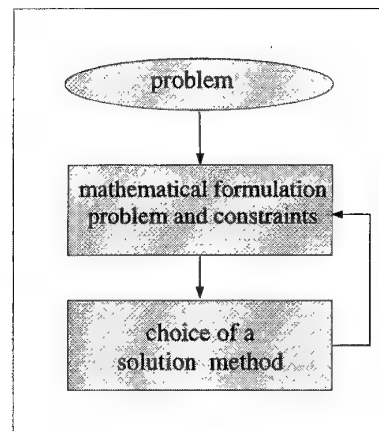 problem
mathematical formulation
problem and constraints
choice of a
solution method